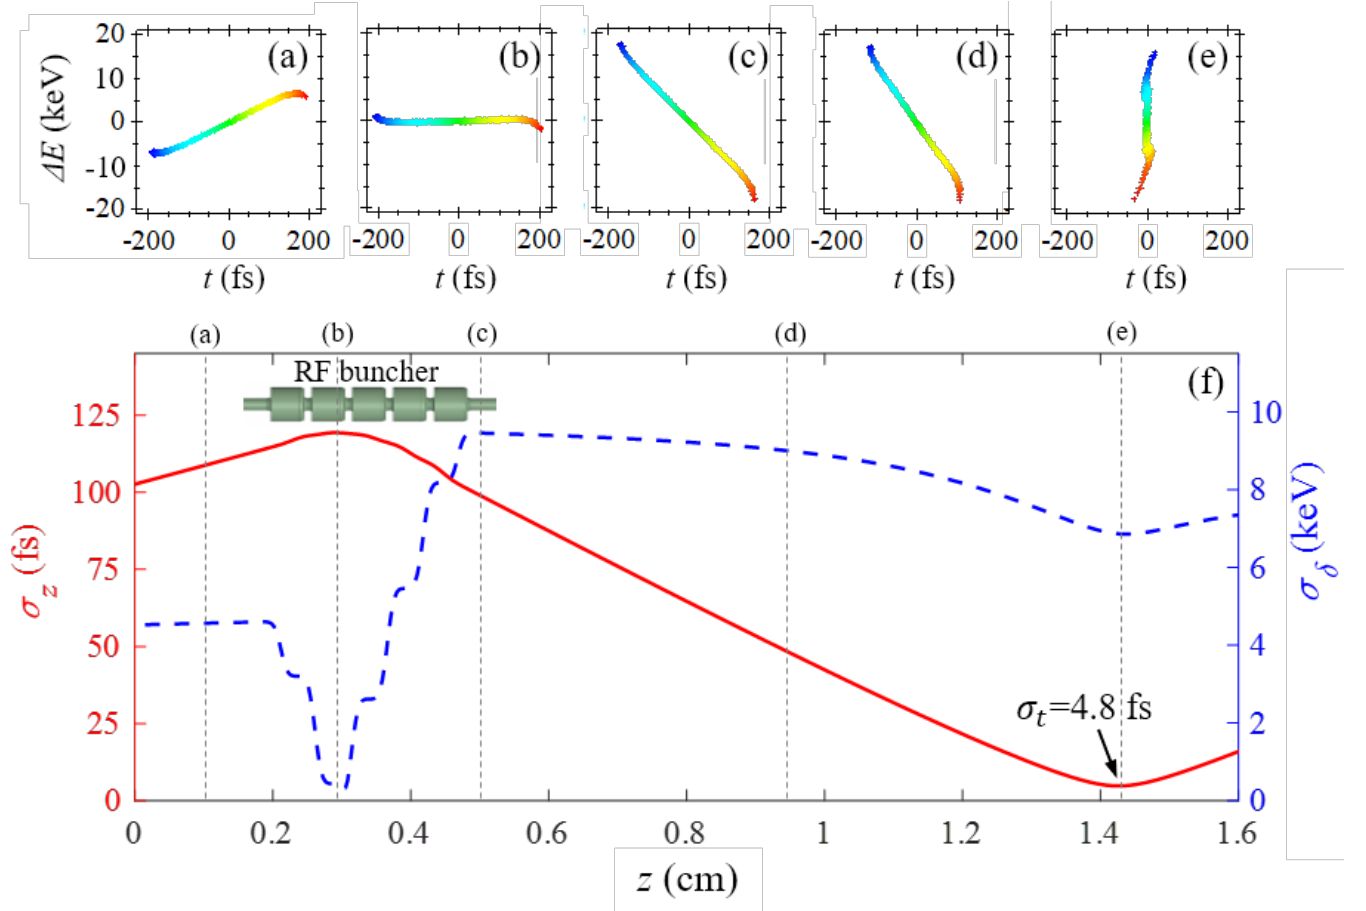 (a) (b) (c) (d) (e)
20
10
0
-10
-20
ΔE (keV)
-200 0 200 -200 0 200 -200 0 200 -200 0 200 -200 0 200
t (fs) t (fs) t (fs) t (fs) t (fs)
(a) (b) (c) (d) (e)
RF buncher (f)
125
100
75
50
25
0
σz (fs)
10
8
6
4
2
0
σδ (keV)
σt=4.8 fs
0 0.2 0.4 0.6 0.8 1 1.2 1.4 1.6
z (cm)